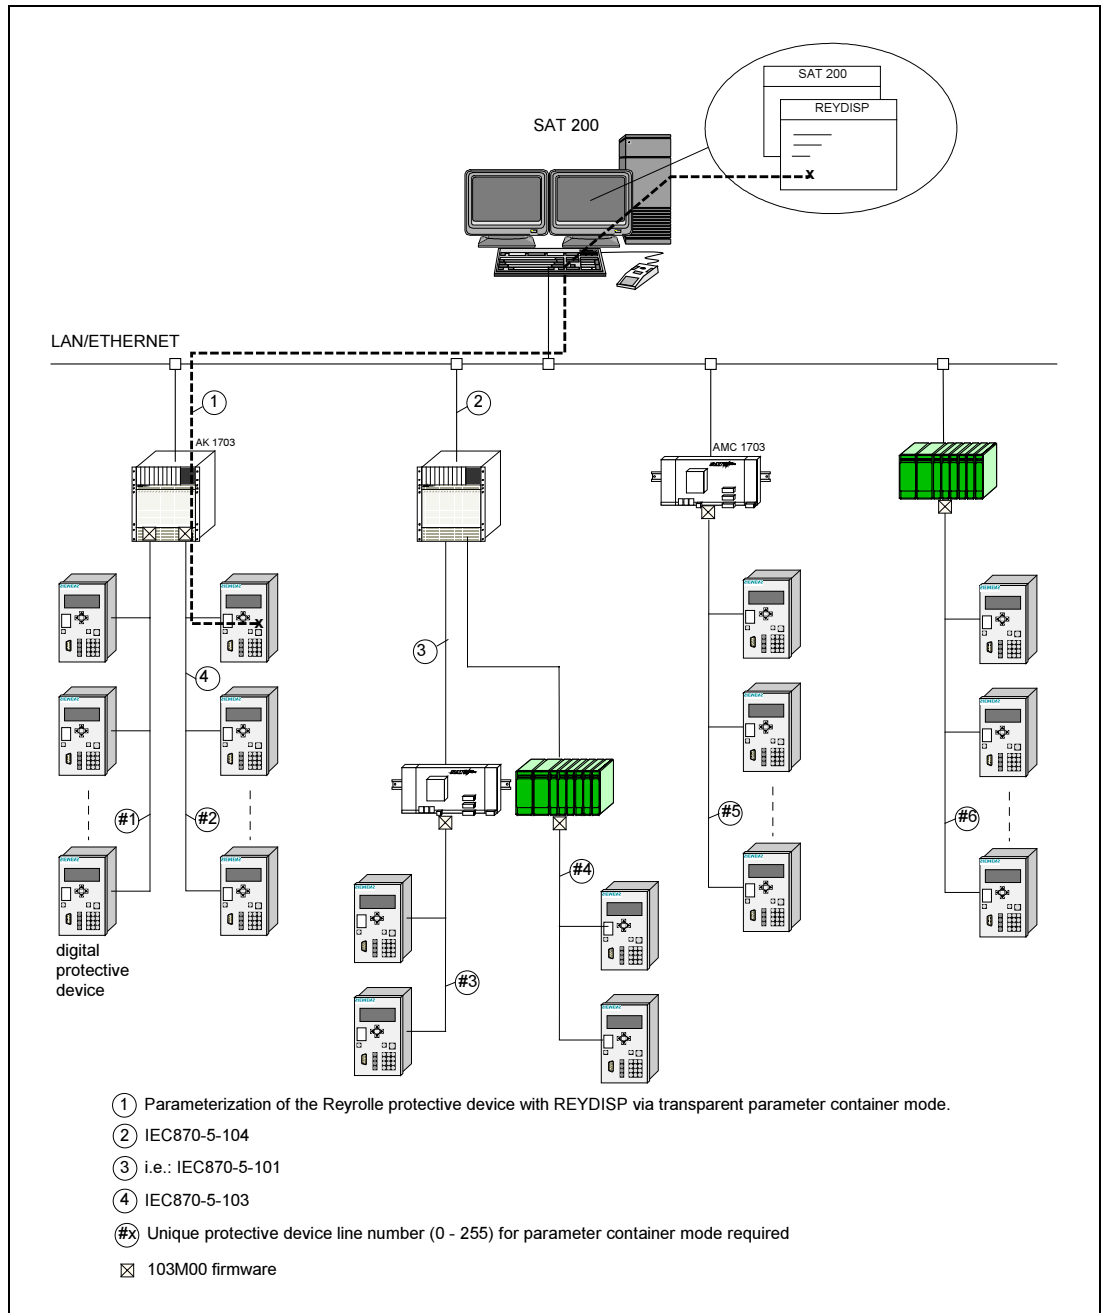 SAT 200
REYDISP
SAT 200
LAN/ETHERNET
1
2
AK 1703
AMC 1703
3
4
#1
#2
#5
#6
#4
#3
digital
protective
device
1 Parameterization of the Reyrolle protective device with REYDISP via transparent parameter container mode.
2 IEC870-5-104
3 i.e.: IEC870-5-101
4 IEC870-5-103
#x Unique protective device line number (0 - 255) for parameter container mode required
103M00 firmware